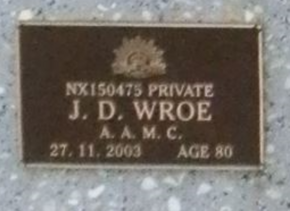 NX150475 PRIVATE
J. D. WROE
A. A. M. C.
27. 11. 2003 AGE 80